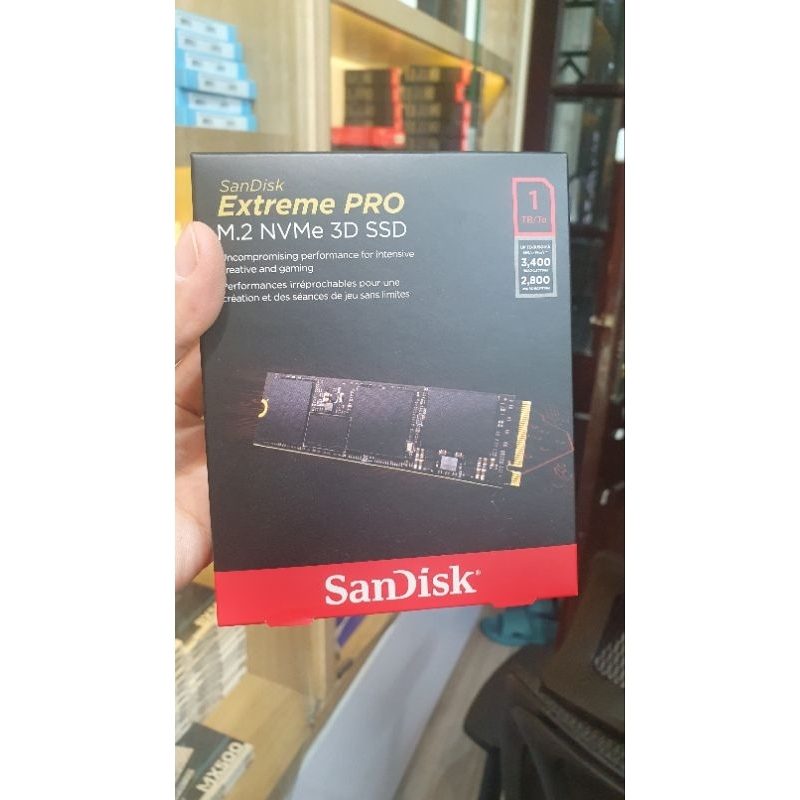 SanDisk
Extreme PRO
M.2 NVMe 3D SSD
Uncompromising performance for intensive
creative and gaming
Performances irréprochables pour une
création et des séances de jeu sans limites
1
TB/To
3,400
2,800
SanDisk
MX500